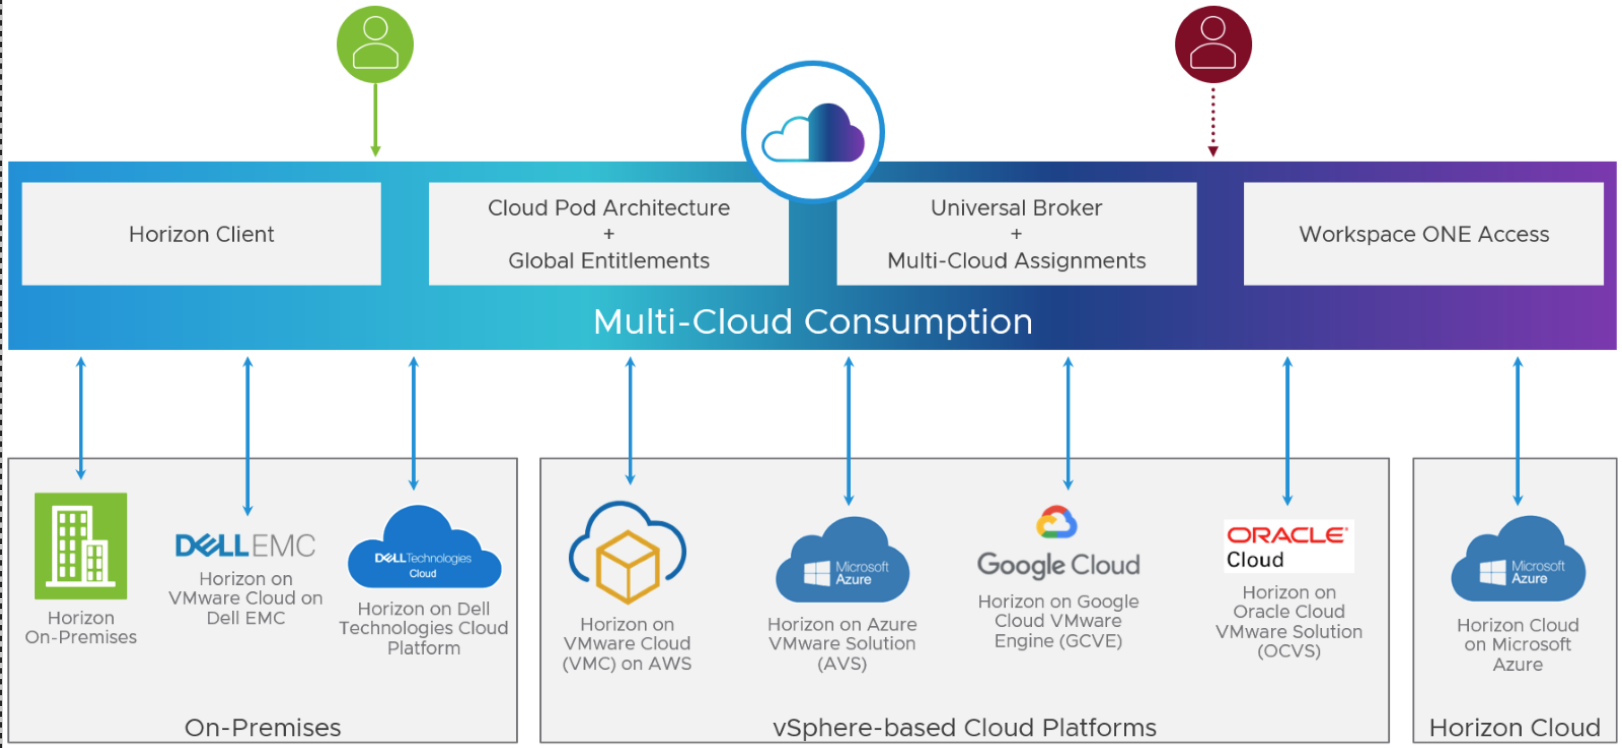 Horizon Client
Cloud Pod Architecture
+
Global Entitlements
Universal Broker
+
Multi-Cloud Assignments
Workspace ONE Access
Multi-Cloud Consumption
Horizon
On-Premises
DELL EMC
Horizon on
VMware Cloud on
Dell EMC
DELL Technologies
Cloud
Horizon on Dell
Technologies Cloud
Platform
On-Premises
Horizon on
VMware Cloud
(VMC) on AWS
Microsoft
Azure
Horizon on Azure
VMware Solution
(AVS)
Google Cloud
Horizon on Google
Cloud VMware
Engine (GCVE)
ORACLE
Cloud
Horizon on
Oracle Cloud
VMware Solution
(OCVS)
vSphere-based Cloud Platforms
Microsoft
Azure
Horizon Cloud
on Microsoft
Azure
Horizon Cloud